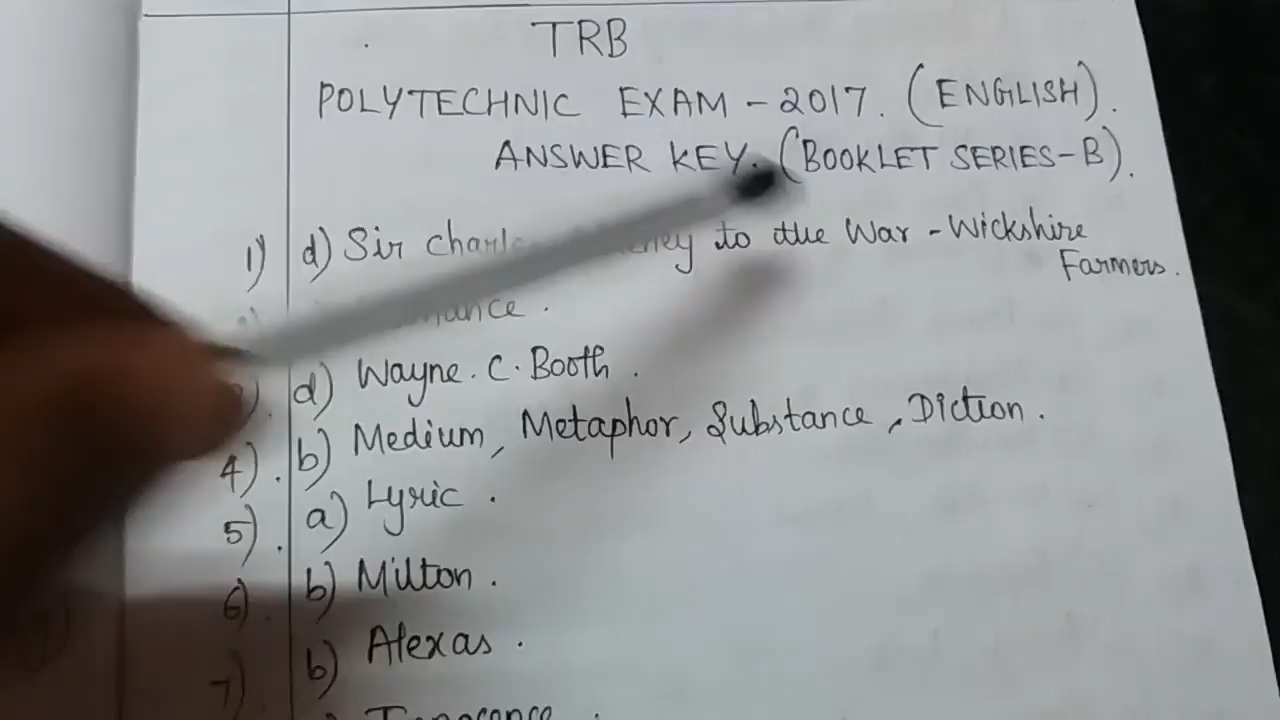 TRB
POLYTECHNIC EXAM - 2017. (ENGLISH).
ANSWER KEY. (BOOKLET SERIES - B).
1) d) Sir to the War - Wickshire
Farmers.
d) Wayne. C. Booth.
4). b) Medium, Metaphor, Substance, Diction.
5). a) Lyric.
6). b) Milton.
7) b) Alexas.